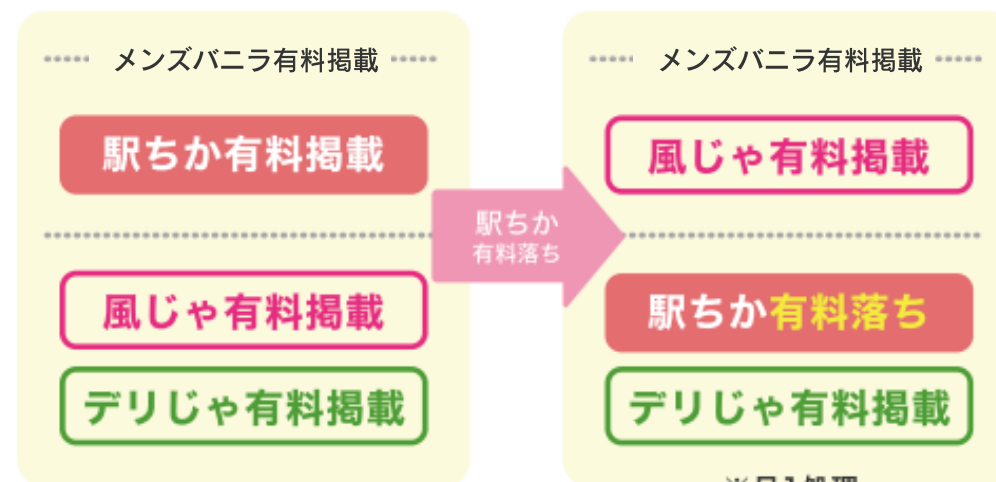 メンズバニラ有料掲載
駅ちか有料掲載
風じゃ有料掲載
デリじゃ有料掲載
駅ちか
有料落ち
メンズバニラ有料掲載
風じゃ有料掲載
駅ちか有料落ち
デリじゃ有料掲載